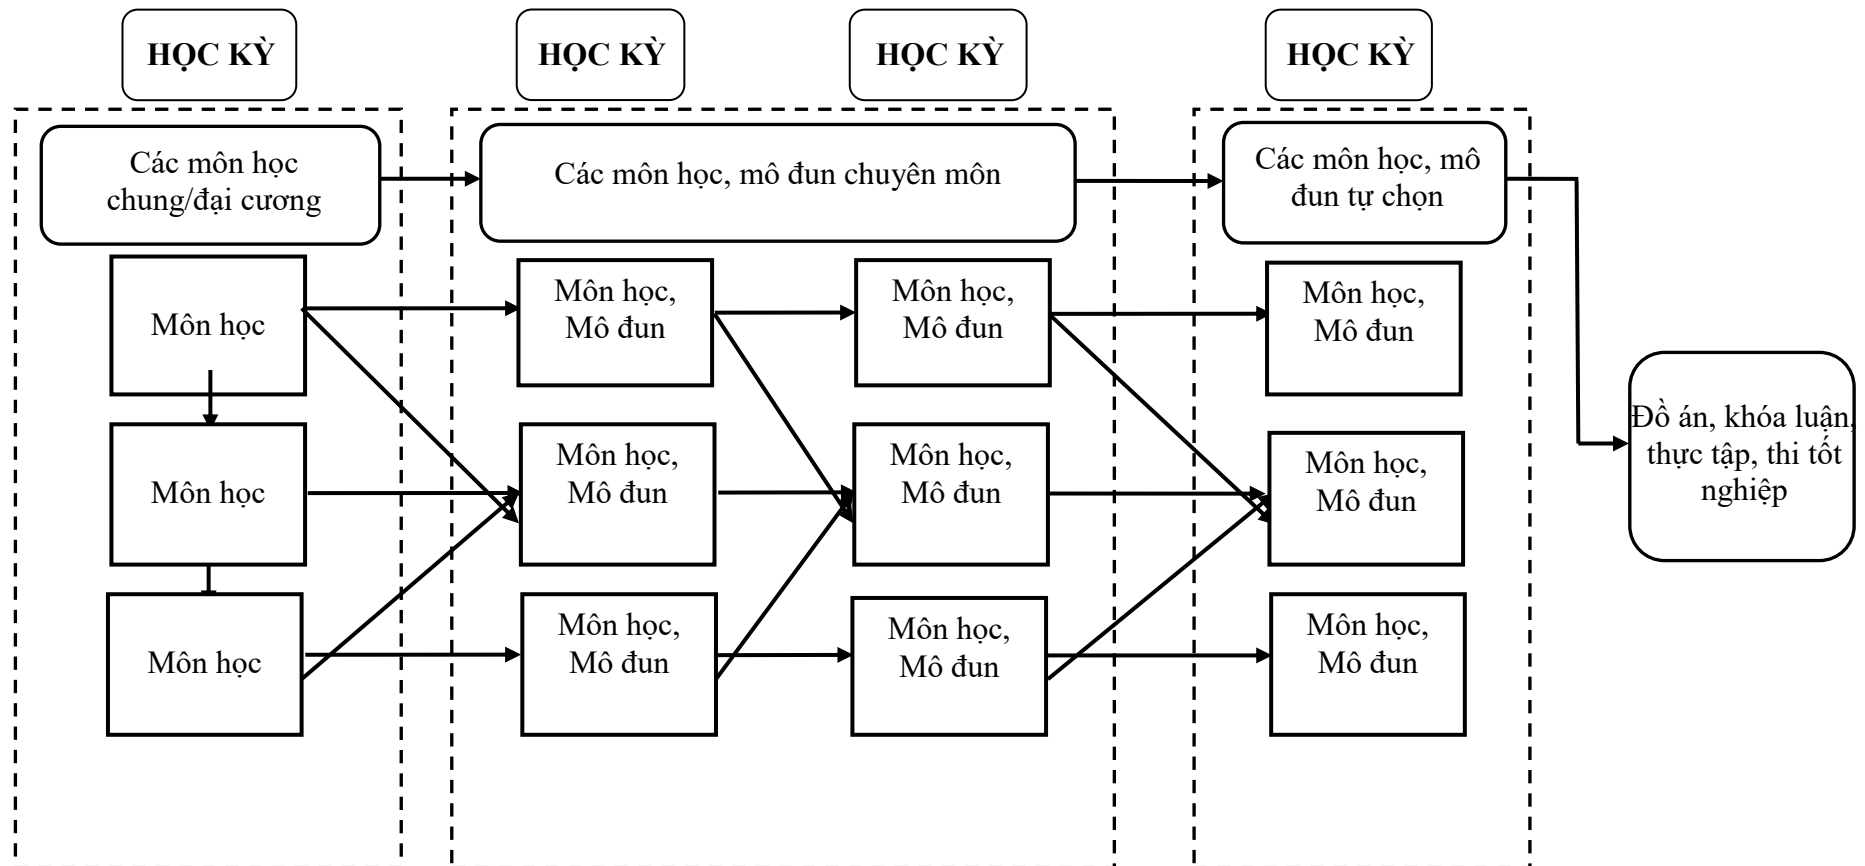 HỌC KỲ
HỌC KỲ
HỌC KỲ
HỌC KỲ
Các môn học
chung/đại cương
Các môn học, mô đun chuyên môn
Các môn học, mô
đun tự chọn
Môn học
Môn học,
Mô đun
Môn học,
Mô đun
Môn học,
Mô đun
Môn học
Môn học,
Mô đun
Môn học,
Mô đun
Môn học,
Mô đun
Môn học
Môn học,
Mô đun
Môn học,
Mô đun
Môn học,
Mô đun
Đồ án, khóa luận,
thực tập, thi tốt
nghiệp